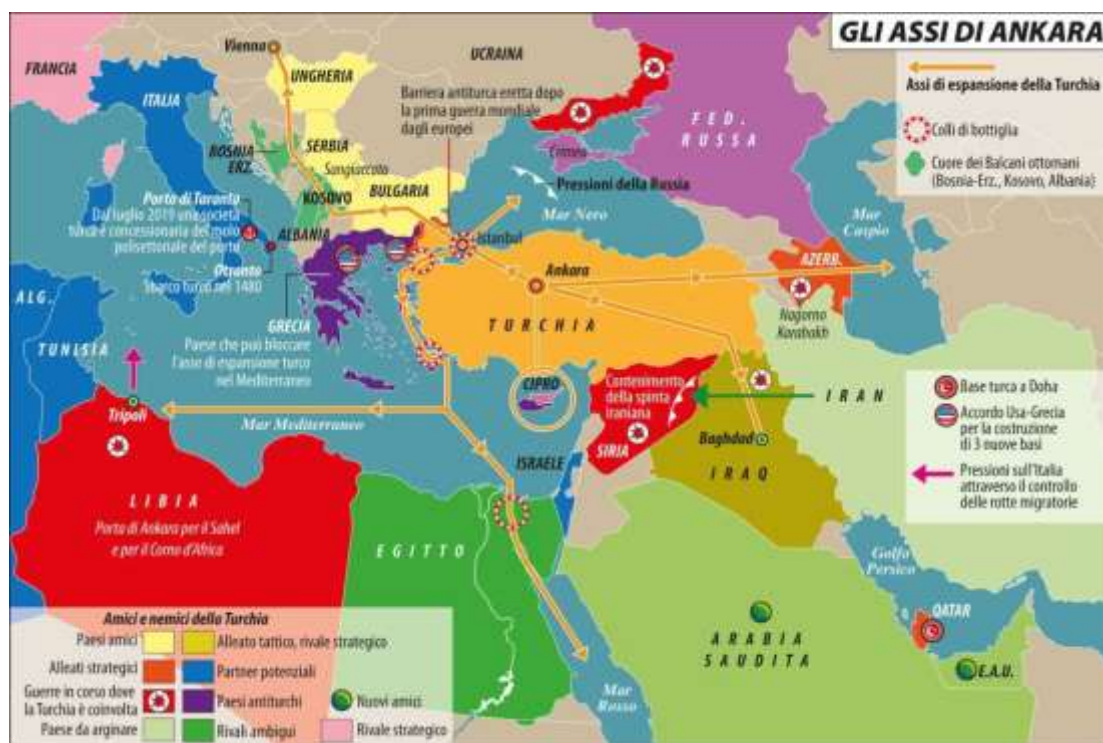 GLI ASSI DI ANKARA
Assi di espansione della Turchia
Colli di bottiglia
Cuore dei Balcani ottomani
(Bosnia-Erz., Kosovo, Albania)
FRANCIA
Vienna
UNGHERIA
UCRAINA
ITALIA
Barriera antiturca eretta dopo
la prima guerra mondiale
dagli europei
FED.
RUSSA
BOSNIA
ERZ.
SERBIA
Sangiaccato
Crimea
KOSOVO
BULGARIA
Pressioni della Russia
Mar Nero
Mar
Caspio
Porto di Taranto
Dal luglio 2019 una società
turca è concessionaria del molo
polisettoriale del porto
ALBANIA
Istanbul
Otranto
Sbarco turco nel 1480
Ankara
AZERB.
Nagorno
Karabakh
ALG.
TUNISIA
GRECIA
Paese che può bloccare
l'asse di espansione turco
nel Mediterraneo
TURCHIA
CIPRO
Contenimento
della spinta
iraniana
IRAN
SIRIA
Baghdad
IRAQ
Tripoli
Mar Mediterraneo
ISRAELE
Base turca a Doha
Accordo Usa-Grecia
per la costruzione
di 3 nuove basi
Pressioni sull'Italia
attraverso il controllo
delle rotte migratorie
LIBIA
Porta di Ankara per il Sahel
e per il Corno d'Africa
EGITTO
Golfo
Persico
QATAR
ARABIA
SAUDITA
E.A.U.
Mar
Rosso
Amici e nemici della Turchia
Paesi amici
Alleato tattico, rivale strategico
Alleati strategici
Partner potenziali
Guerre in corso dove
la Turchia è coinvolta
Paesi antiturchi
Nuovi amici
Paese da arginare
Rivali ambigui
Rivale strategico